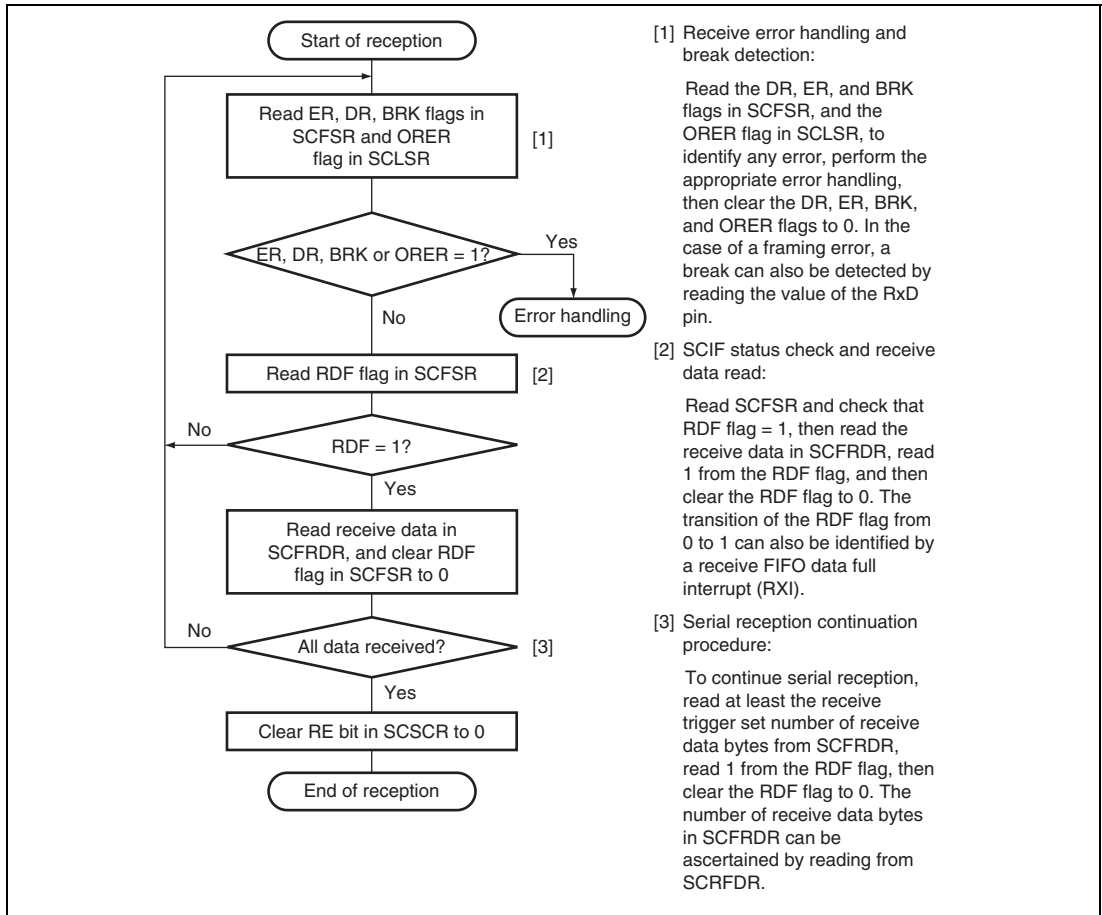 Start of reception
Read ER, DR, BRK flags in
SCFSR and ORER
flag in SCLSR
[1]
ER, DR, BRK or ORER = 1?
Yes
Error handling
No
Read RDF flag in SCFSR
[2]
No
RDF = 1?
Yes
Read receive data in
SCFRDR, and clear RDF
flag in SCFSR to 0
No
All data received?
[3]
Yes
Clear RE bit in SCSCR to 0
End of reception
[1] Receive error handling and
break detection:
Read the DR, ER, and BRK
flags in SCFSR, and the
ORER flag in SCLSR, to
identify any error, perform the
appropriate error handling,
then clear the DR, ER, BRK,
and ORER flags to 0. In the
case of a framing error, a
break can also be detected by
reading the value of the RxD
pin.
[2] SCIF status check and receive
data read:
Read SCFSR and check that
RDF flag = 1, then read the
receive data in SCFRDR, read
1 from the RDF flag, and then
clear the RDF flag to 0. The
transition of the RDF flag from
0 to 1 can also be identified by
a receive FIFO data full
interrupt (RXI).
[3] Serial reception continuation
procedure:
To continue serial reception,
read at least the receive
trigger set number of receive
data bytes from SCFRDR,
read 1 from the RDF flag, then
clear the RDF flag to 0. The
number of receive data bytes
in SCFRDR can be
ascertained by reading from
SCRFDR.